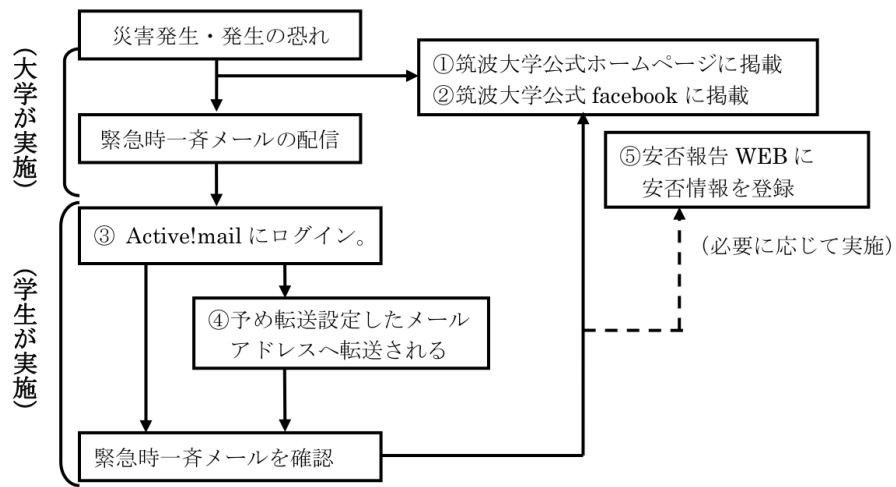 災害発生・発生の恐れ
①筑波大学公式ホームページに掲載
②筑波大学公式 facebook に掲載
(大学が実施)
緊急時一斉メールの配信
⑤安否報告 WEB に
安否情報を登録
③ Active!mail にログイン。
(必要に応じて実施)
④予め転送設定したメール
アドレスへ転送される
(学生が実施)
緊急時一斉メールを確認